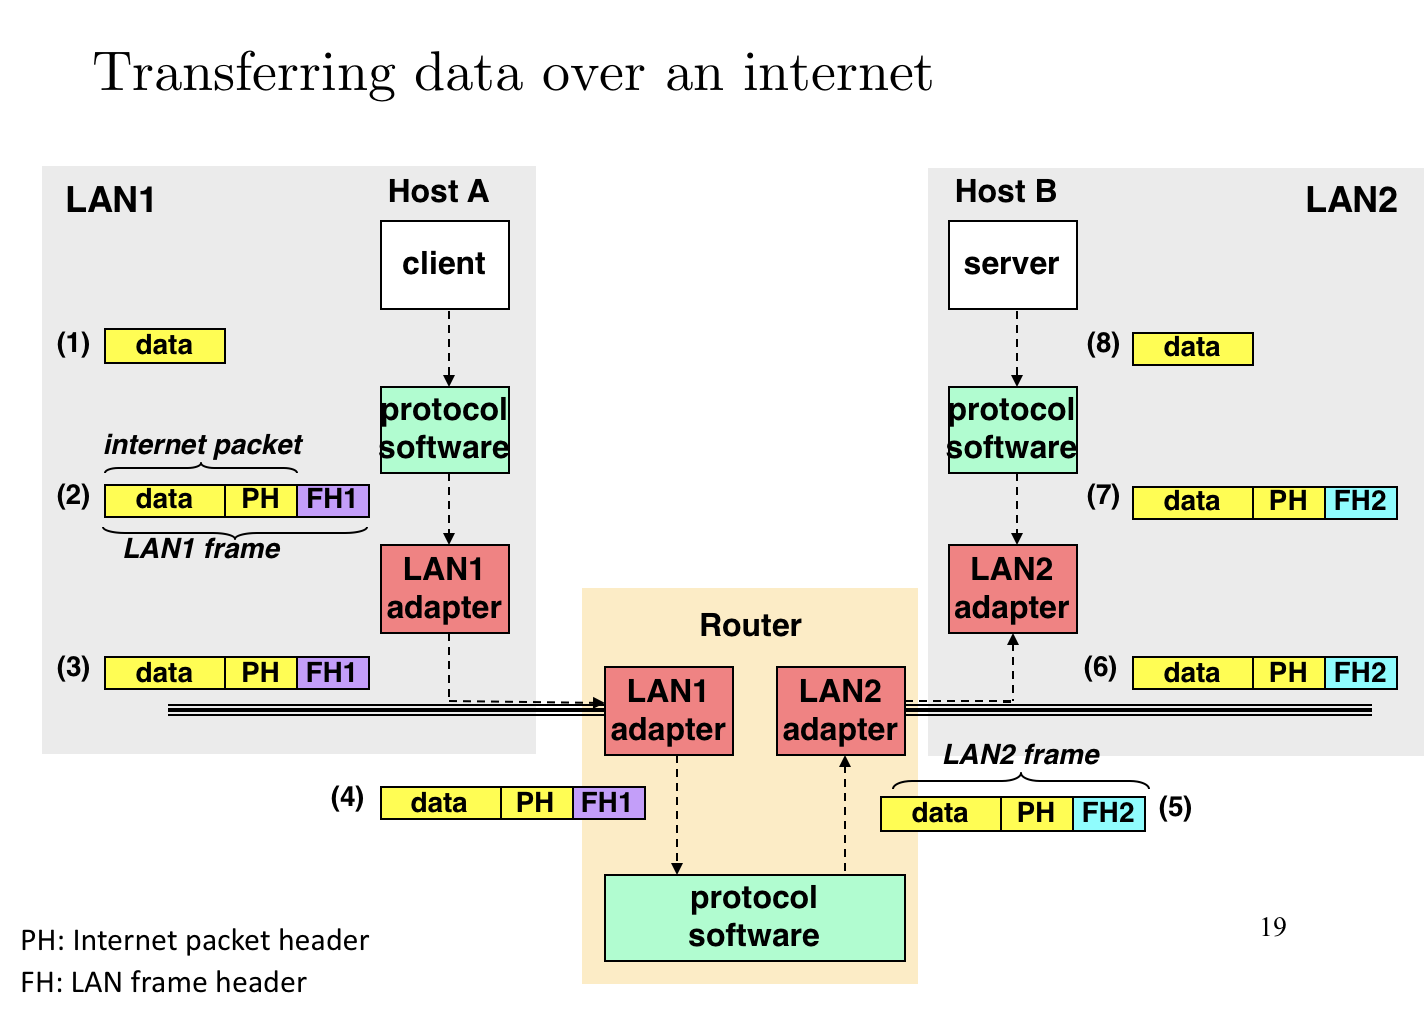 Transferring data over an internet
LAN1
Host A
client
(1) data
protocol
software
internet packet
(2) data PH FH1
LAN1 frame
LAN1
adapter
(3) data PH FH1
Host B
LAN2
server
(8) data
protocol
software
(7) data PH FH2
LAN2
adapter
(6) data PH FH2
Router
LAN1
adapter
LAN2
adapter
LAN2 frame
(4) data PH FH1
data PH FH2 (5)
protocol
software
PH: Internet packet header
FH: LAN frame header
19